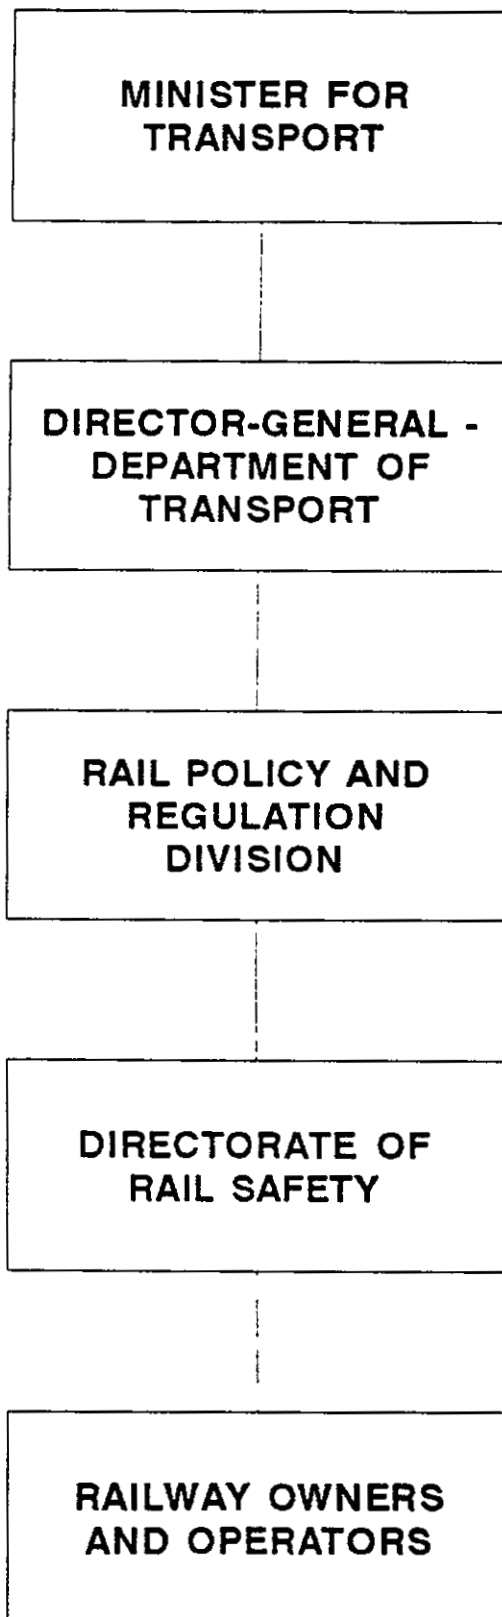 MINISTER FOR
TRANSPORT
DIRECTOR-GENERAL -
DEPARTMENT OF
TRANSPORT
RAIL POLICY AND
REGULATION
DIVISION
DIRECTORATE OF
RAIL SAFETY
RAILWAY OWNERS
AND OPERATORS